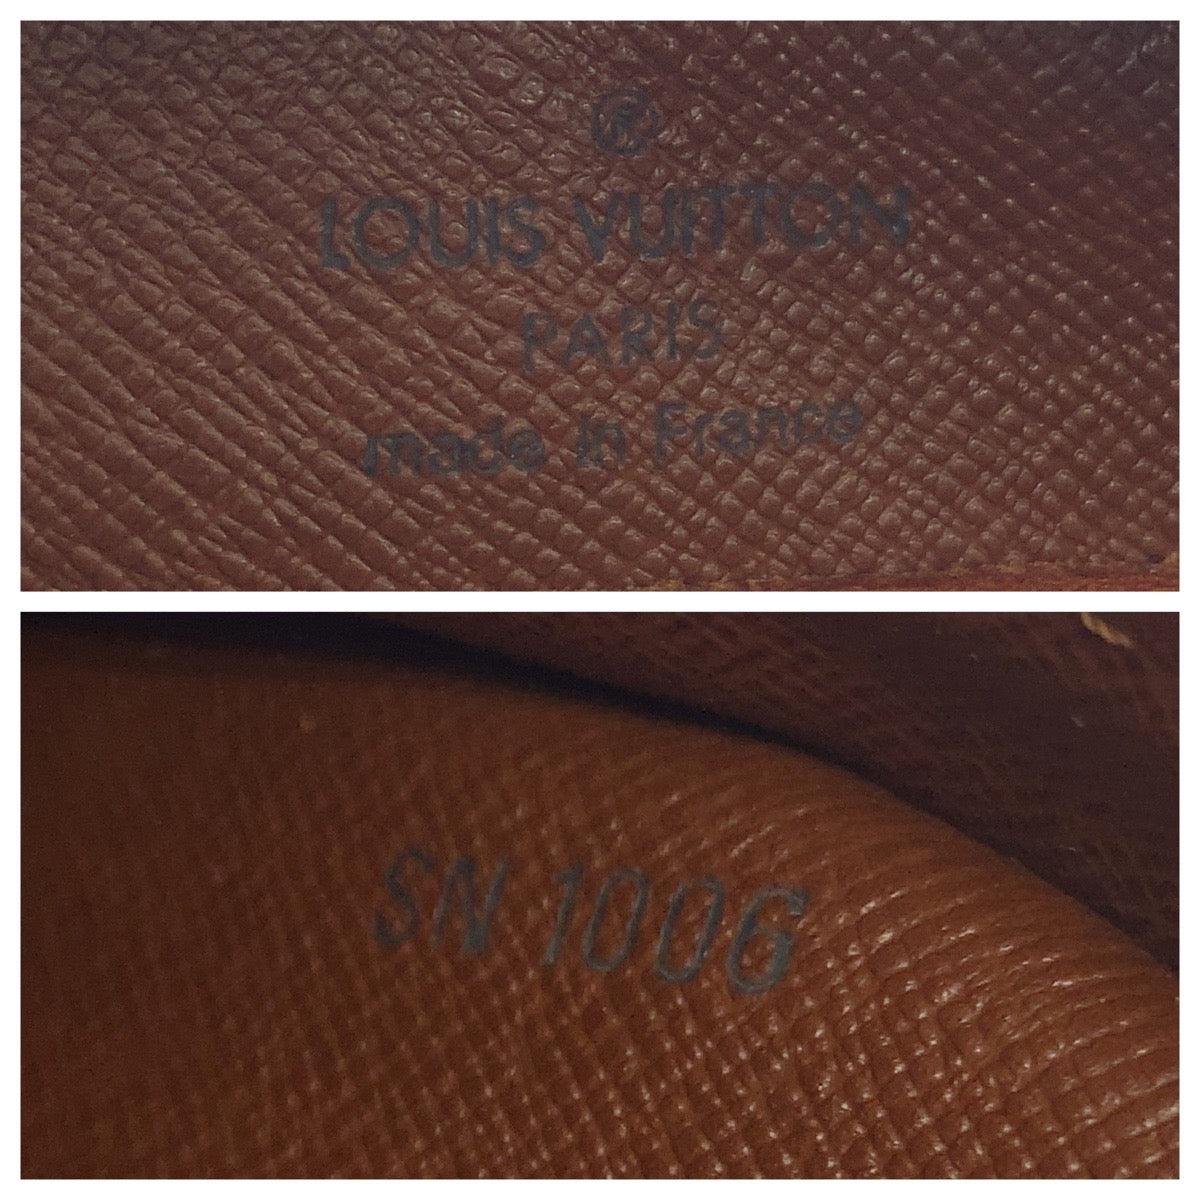 ®
LOUIS VUITTON
PARIS
made in France
SN 1006